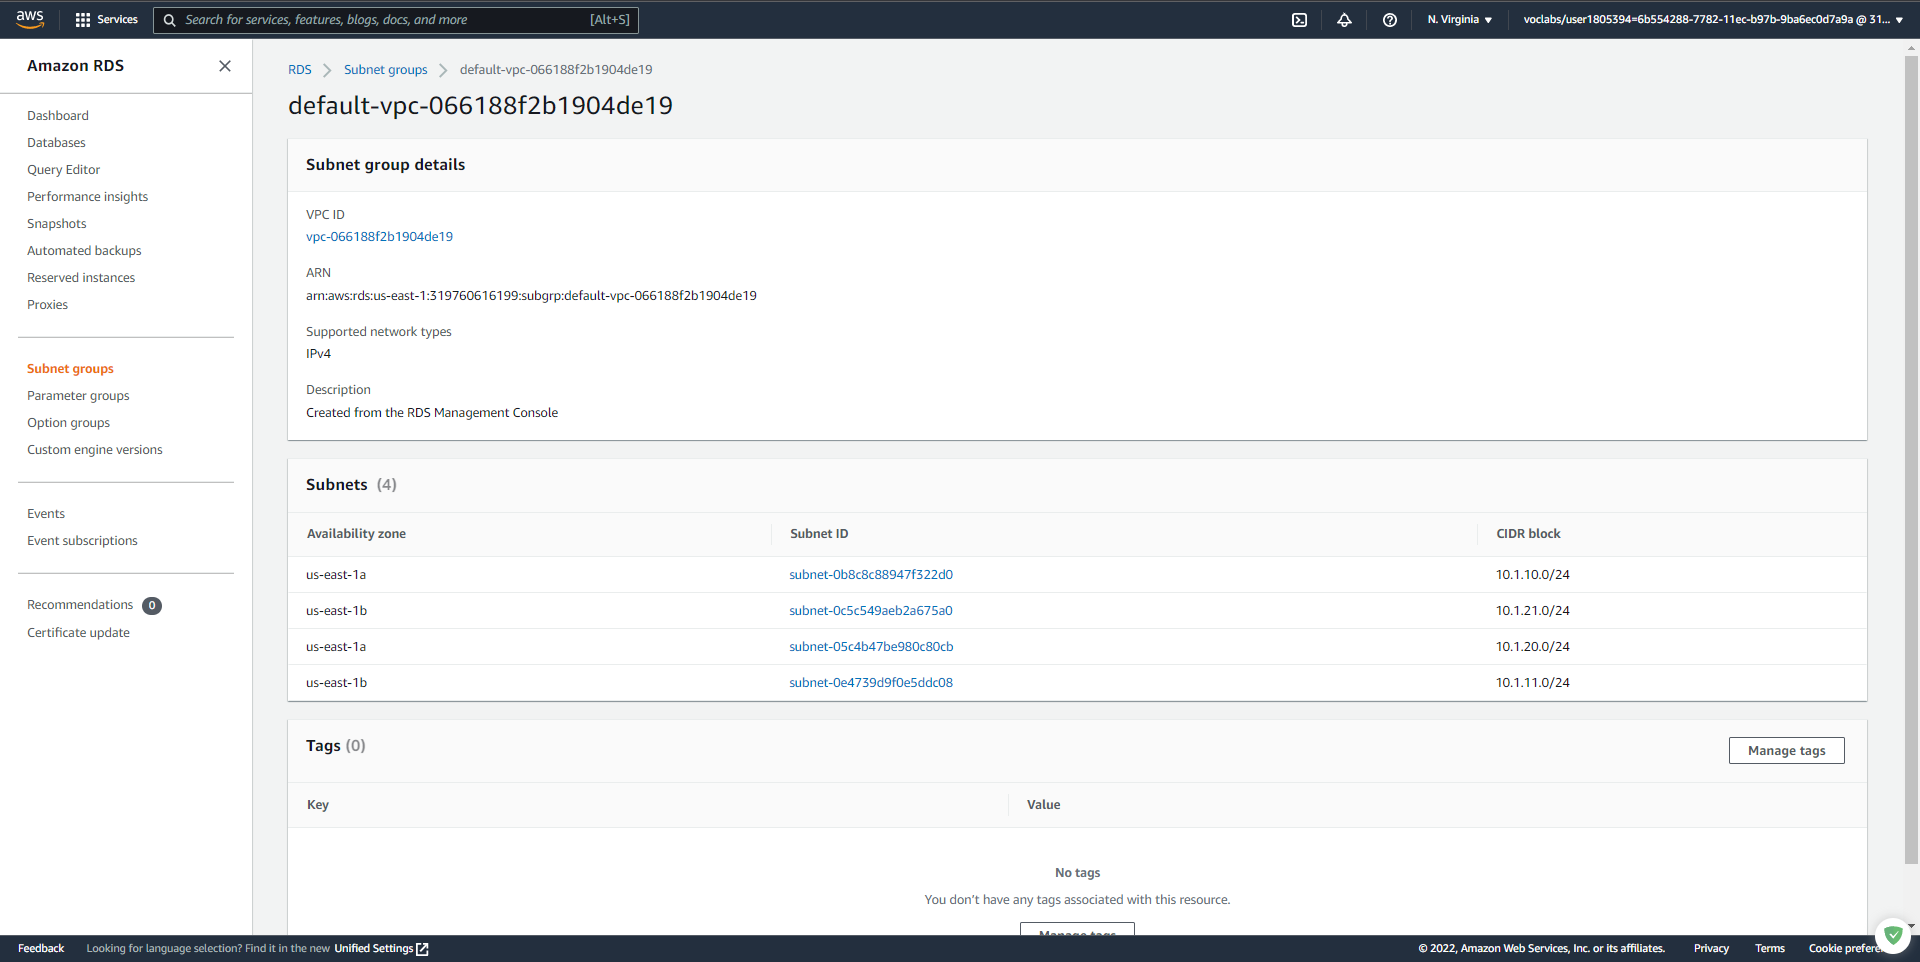 aws Services Search for services, features, blogs, docs, and more [Alt+S] N. Virginia voclabs/user1805394=6b554288-7782-11ec-b97b-9ba6ec0d7a9a @ 31...
Amazon RDS
Dashboard
Databases
Query Editor
Performance insights
Snapshots
Automated backups
Reserved instances
Proxies
Subnet groups
Parameter groups
Option groups
Custom engine versions
Events
Event subscriptions
Recommendations 0
Certificate update
RDS Subnet groups default-vpc-066188f2b1904de19
default-vpc-066188f2b1904de19
Subnet group details
VPC ID
vpc-066188f2b1904de19
ARN
arn:aws:rds:us-east-1:319760616199:subgrp:default-vpc-066188f2b1904de19
Supported network types
IPv4
Description
Created from the RDS Management Console
Subnets (4)
Availability zone Subnet ID CIDR block
us-east-1a subnet-0b8c8c88947f322d0 10.1.10.0/24
us-east-1b subnet-0c5c549aeb2a675a0 10.1.21.0/24
us-east-1a subnet-05c4b47be980c80cb 10.1.20.0/24
us-east-1b subnet-0e4739d9f0e5ddc08 10.1.11.0/24
Tags (0) Manage tags
Key Value
No tags
You don't have any tags associated with this resource.
Manage tags
Feedback Looking for language selection? Find it in the new Unified Settings © 2022, Amazon Web Services, Inc. or its affiliates. Privacy Terms Cookie prefere